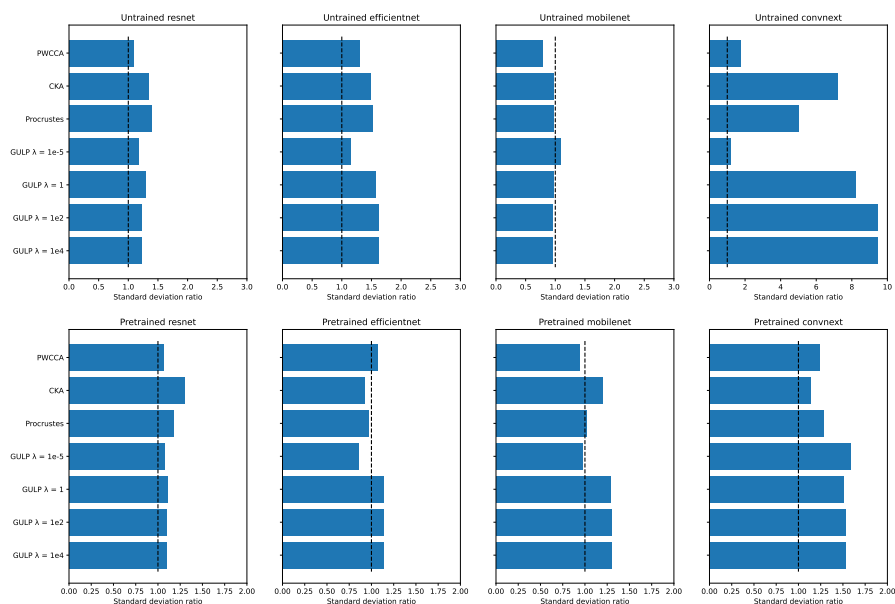 Untrained resnet
Untrained efficientnet
Untrained mobilenet
Untrained convnext
PWCCA
CKA
Procrustes
GULP λ = 1e-5
GULP λ = 1
GULP λ = 1e2
GULP λ = 1e4
0.0 0.5 1.0 1.5 2.0 2.5 3.0
0.0 0.5 1.0 1.5 2.0 2.5 3.0
0.0 0.5 1.0 1.5 2.0 2.5 3.0
0 2 4 6 8 10
Standard deviation ratio
Standard deviation ratio
Standard deviation ratio
Standard deviation ratio
Pretrained resnet
Pretrained efficientnet
Pretrained mobilenet
Pretrained convnext
PWCCA
CKA
Procrustes
GULP λ = 1e-5
GULP λ = 1
GULP λ = 1e2
GULP λ = 1e4
0.00 0.25 0.50 0.75 1.00 1.25 1.50 1.75 2.00
0.00 0.25 0.50 0.75 1.00 1.25 1.50 1.75 2.00
0.00 0.25 0.50 0.75 1.00 1.25 1.50 1.75 2.00
0.00 0.25 0.50 0.75 1.00 1.25 1.50 1.75 2.00
Standard deviation ratio
Standard deviation ratio
Standard deviation ratio
Standard deviation ratio